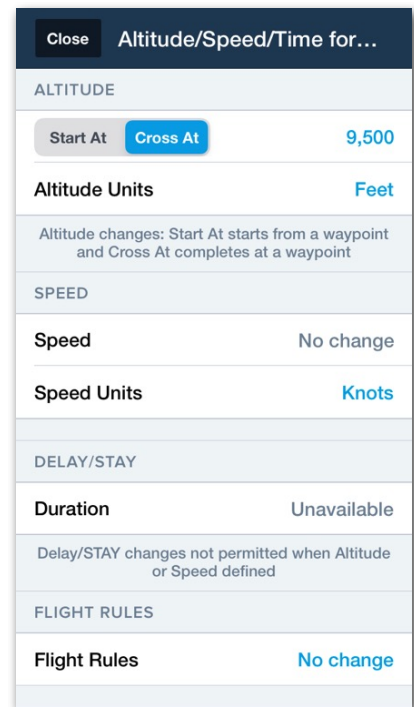 Close Altitude/Speed/Time for...
ALTITUDE
Start At Cross At 9,500
Altitude Units Feet
Altitude changes: Start At starts from a waypoint
and Cross At completes at a waypoint
SPEED
Speed No change
Speed Units Knots
DELAY/STAY
Duration Unavailable
Delay/STAY changes not permitted when Altitude
or Speed defined
FLIGHT RULES
Flight Rules No change